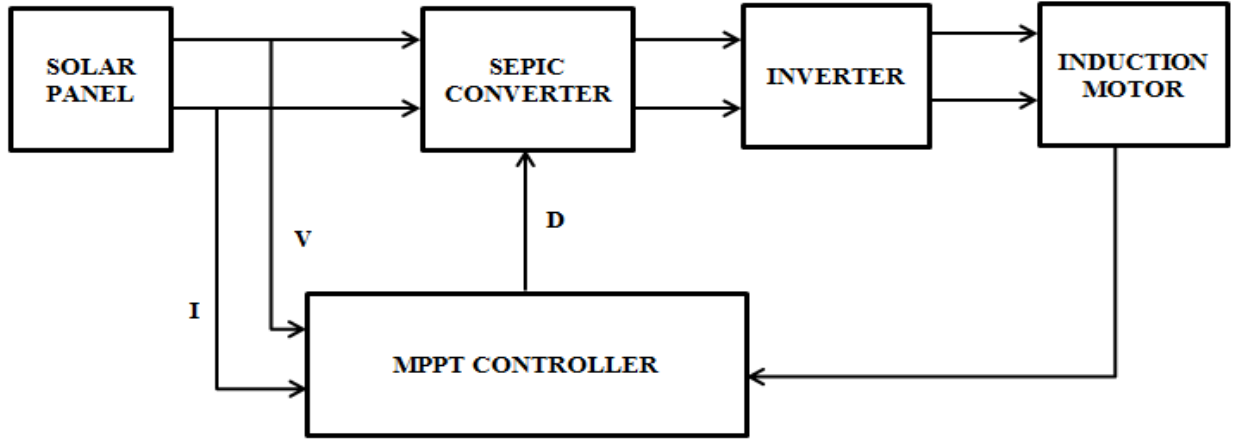 SOLAR
PANEL
SEPIC
CONVERTER
INVERTER
INDUCTION
MOTOR
V
D
I
MPPT CONTROLLER